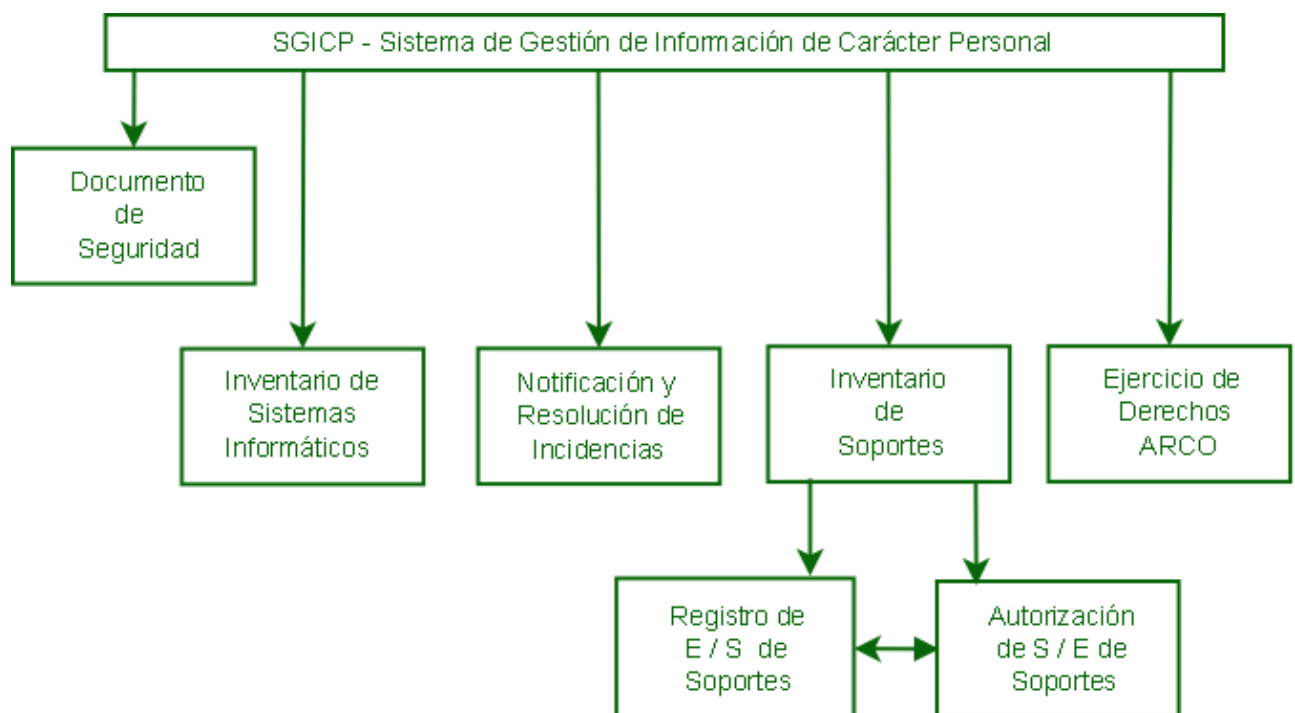 SGICP - Sistema de Gestión de Información de Carácter Personal
Documento
de
Seguridad
Inventario de
Sistemas
Informáticos
Notificación y
Resolución de
Incidencias
Inventario
de
Soportes
Ejercicio de
Derechos
ARCO
Registro de
E / S de
Soportes
Autorización
de S / E de
Soportes